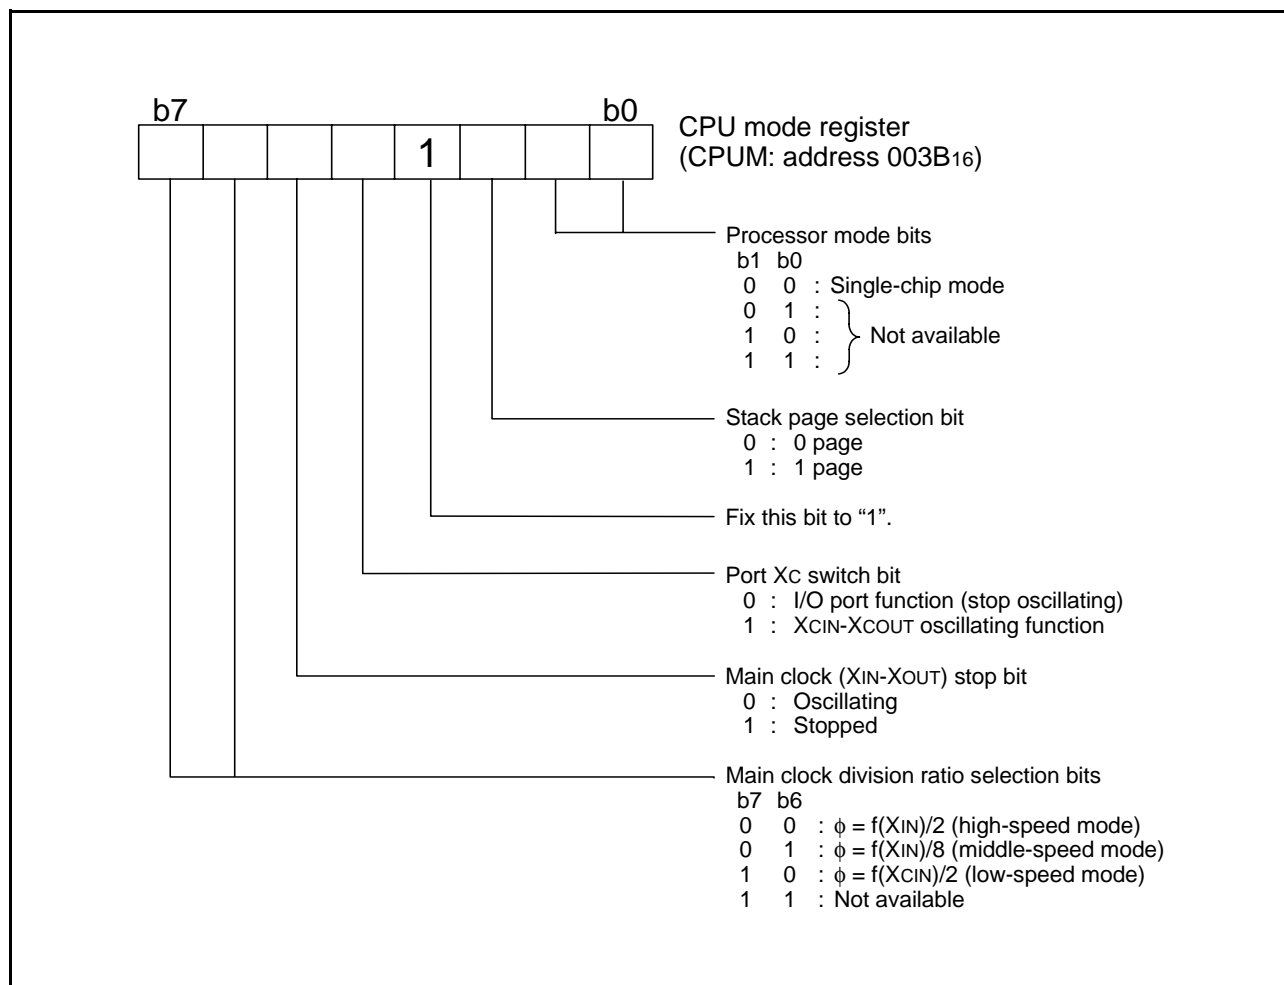 b7 b0
1
CPU mode register
(CPUM: address 003B16)
Processor mode bits
b1 b0
0 0 : Single-chip mode
0 1 :
1 0 : Not available
1 1 :
Stack page selection bit
0 : 0 page
1 : 1 page
Fix this bit to “1”.
Port XC switch bit
0 : I/O port function (stop oscillating)
1 : XCIN-XCOUT oscillating function
Main clock (XIN-XOUT) stop bit
0 : Oscillating
1 : Stopped
Main clock division ratio selection bits
b7 b6
0 0 : ϕ = f(XIN)/2 (high-speed mode)
0 1 : ϕ = f(XIN)/8 (middle-speed mode)
1 0 : ϕ = f(XCIN)/2 (low-speed mode)
1 1 : Not available